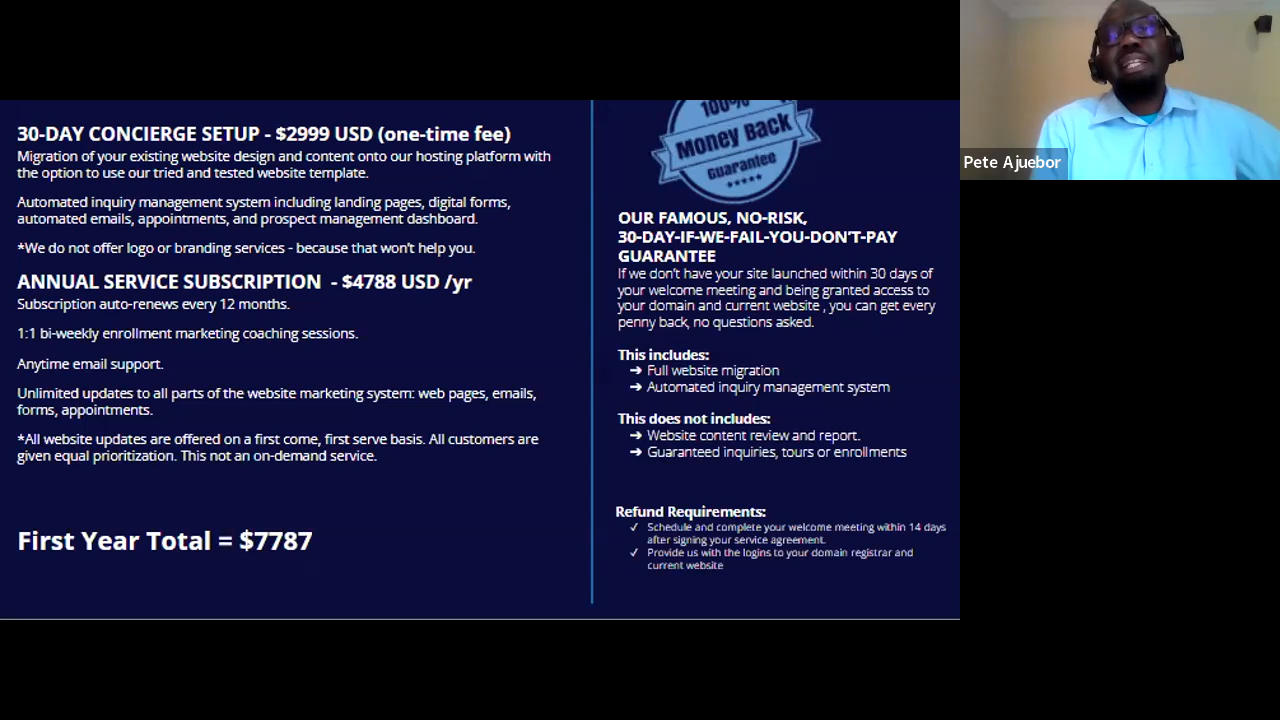 30-DAY CONCIERGE SETUP - $2999 USD (one-time fee)
Migration of your existing website design and content onto our hosting platform with
the option to use our tried and tested website template.
Automated inquiry management system including landing pages, digital forms,
automated emails, appointments, and prospect management dashboard.
*We do not offer logo or branding services - because that won't help you.
ANNUAL SERVICE SUBSCRIPTION - $4788 USD /yr
Subscription auto-renews every 12 months.
1:1 bi-weekly enrollment marketing coaching sessions.
Anytime email support.
Unlimited updates to all parts of the website marketing system: web pages, emails,
forms, appointments.
*All website updates are offered on a first come, first serve basis. All customers are
given equal prioritization. This not an on-demand service.
First Year Total = $7787
100%
Money Back
Guarantee
OUR FAMOUS, NO-RISK,
30-DAY-IF-WE-FAIL-YOU-DON'T-PAY
GUARANTEE
If we don't have your site launched within 30 days of
your welcome meeting and being granted access to
your domain and current website , you can get every
penny back, no questions asked.
This includes:
➔ Full website migration
➔ Automated inquiry management system
This does not includes:
➔ Website content review and report.
➔ Guaranteed inquiries, tours or enrollments
Refund Requirements:
✓ Schedule and complete your welcome meeting within 14 days
after signing your service agreement.
✓ Provide us with the logins to your domain registrar and
current website
Pete Ajuebor